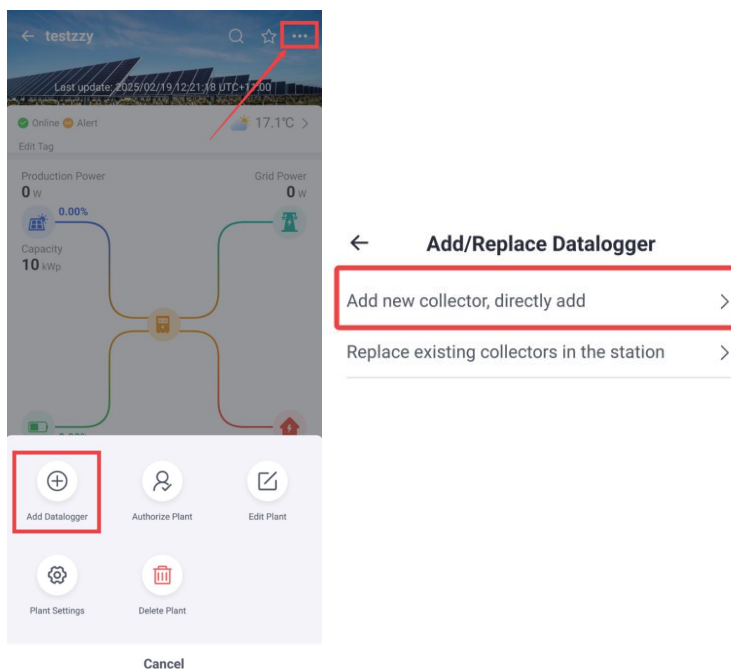 testzzy
Last update: 2025/02/19 12:21:18 UTC+11:00
Online Alert 17.1℃
Edit Tag
Production Power Grid Power
0 W 0 W
0.00%
Capacity
10 kWp
Add Datalogger Authorize Plant Edit Plant
Plant Settings Delete Plant
Cancel
Add/Replace Datalogger
Add new collector, directly add
Replace existing collectors in the station